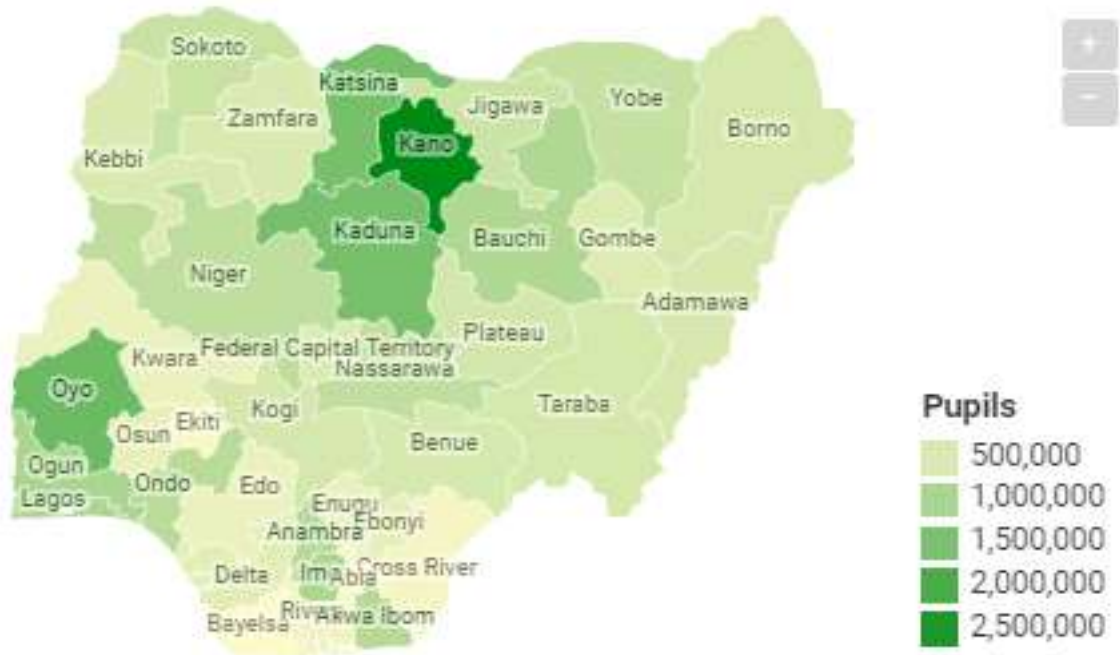 Sokoto
Katsina
Jigawa
Yobe
Zamfara
Borno
Kano
Kebbi
Kaduna
Bauchi
Gombe
Niger
Adamawa
Plateau
Federal Capital Territory
Kwara
Nassarawa
Oyo
Kogi
Taraba
Ekiti
Osun
Benue
Ogun
Ondo
Edo
Lagos
Enugu
Ebonyi
Anambra
Delta
Imo
Abia
Cross River
Bayelsa
Rivers
Akwa Ibom
+
−
Pupils
500,000
1,000,000
1,500,000
2,000,000
2,500,000